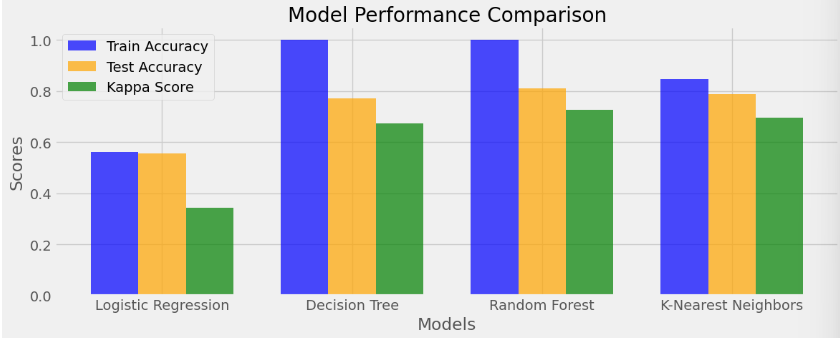 Model Performance Comparison
Train Accuracy
Test Accuracy
Kappa Score
Scores
1.0
0.8
0.6
0.4
0.2
0.0
Logistic Regression
Decision Tree
Random Forest
K-Nearest Neighbors
Models